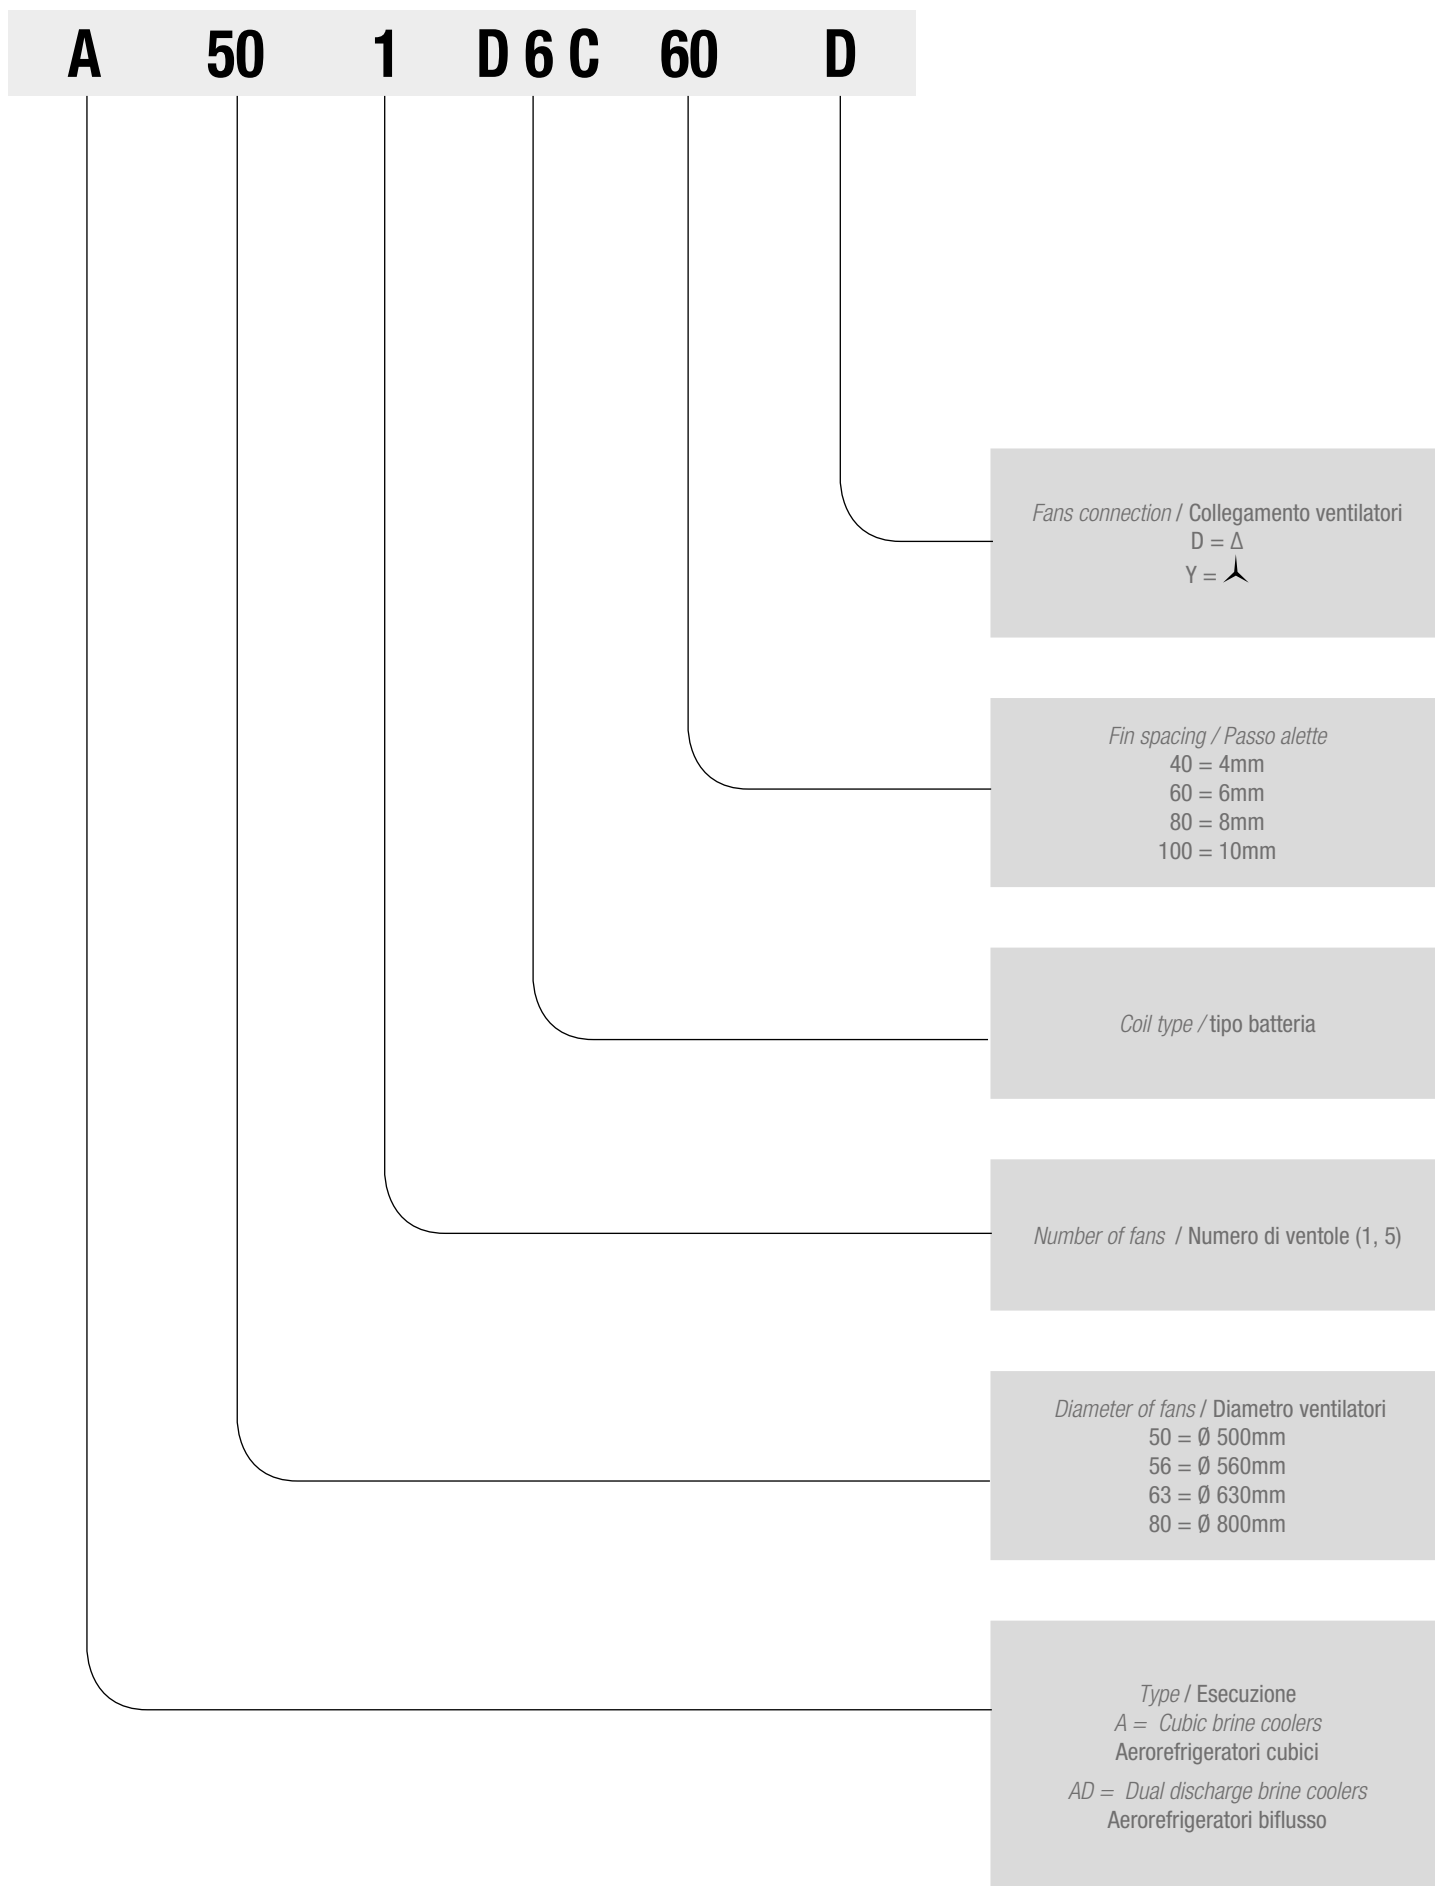 A 50 1 D 6 C 60 D
Fans connection / Collegamento ventilatori
D = Δ
Y =
Fin spacing / Passo alette
40 = 4mm
60 = 6mm
80 = 8mm
100 = 10mm
Coil type / tipo batteria
Number of fans / Numero di ventole (1, 5)
Diameter of fans / Diametro ventilatori
50 = Ø 500mm
56 = Ø 560mm
63 = Ø 630mm
80 = Ø 800mm
Type / Esecuzione
A = Cubic brine coolers
Aerorefrigeratori cubici
AD = Dual discharge brine coolers
Aerorefrigeratori biflusso